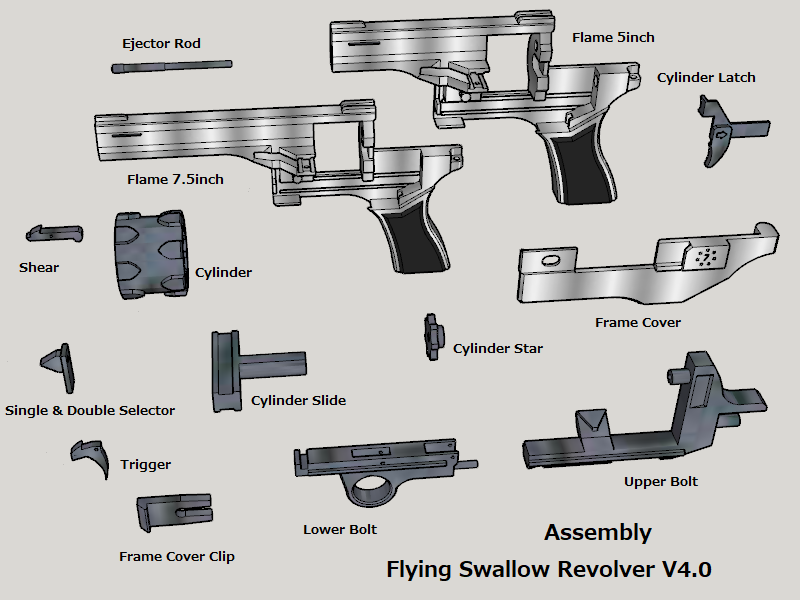 Ejector Rod
Flame 5inch
Cylinder Latch
Flame 7.5inch
Shear
Cylinder
7
Frame Cover
Cylinder Star
Single & Double Selector
Cylinder Slide
Trigger
Upper Bolt
Lower Bolt
Frame Cover Clip
Assembly
Flying Swallow Revolver V4.0